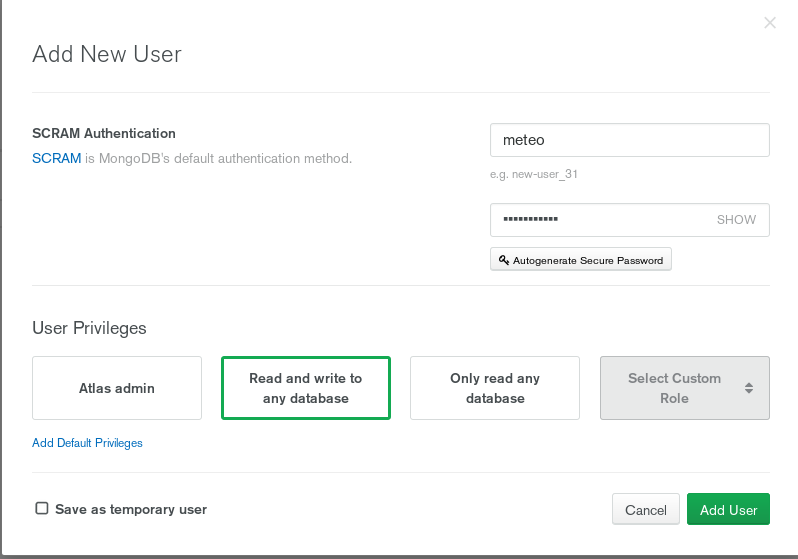 Add New User
SCRAM Authentication
SCRAM is MongoDB's default authentication method.
meteo
e.g. new-user_31
•••••••••••
SHOW
Autogenerate Secure Password
User Privileges
Atlas admin
Read and write to
any database
Only read any
database
Select Custom
Role
Add Default Privileges
Save as temporary user
Cancel
Add User